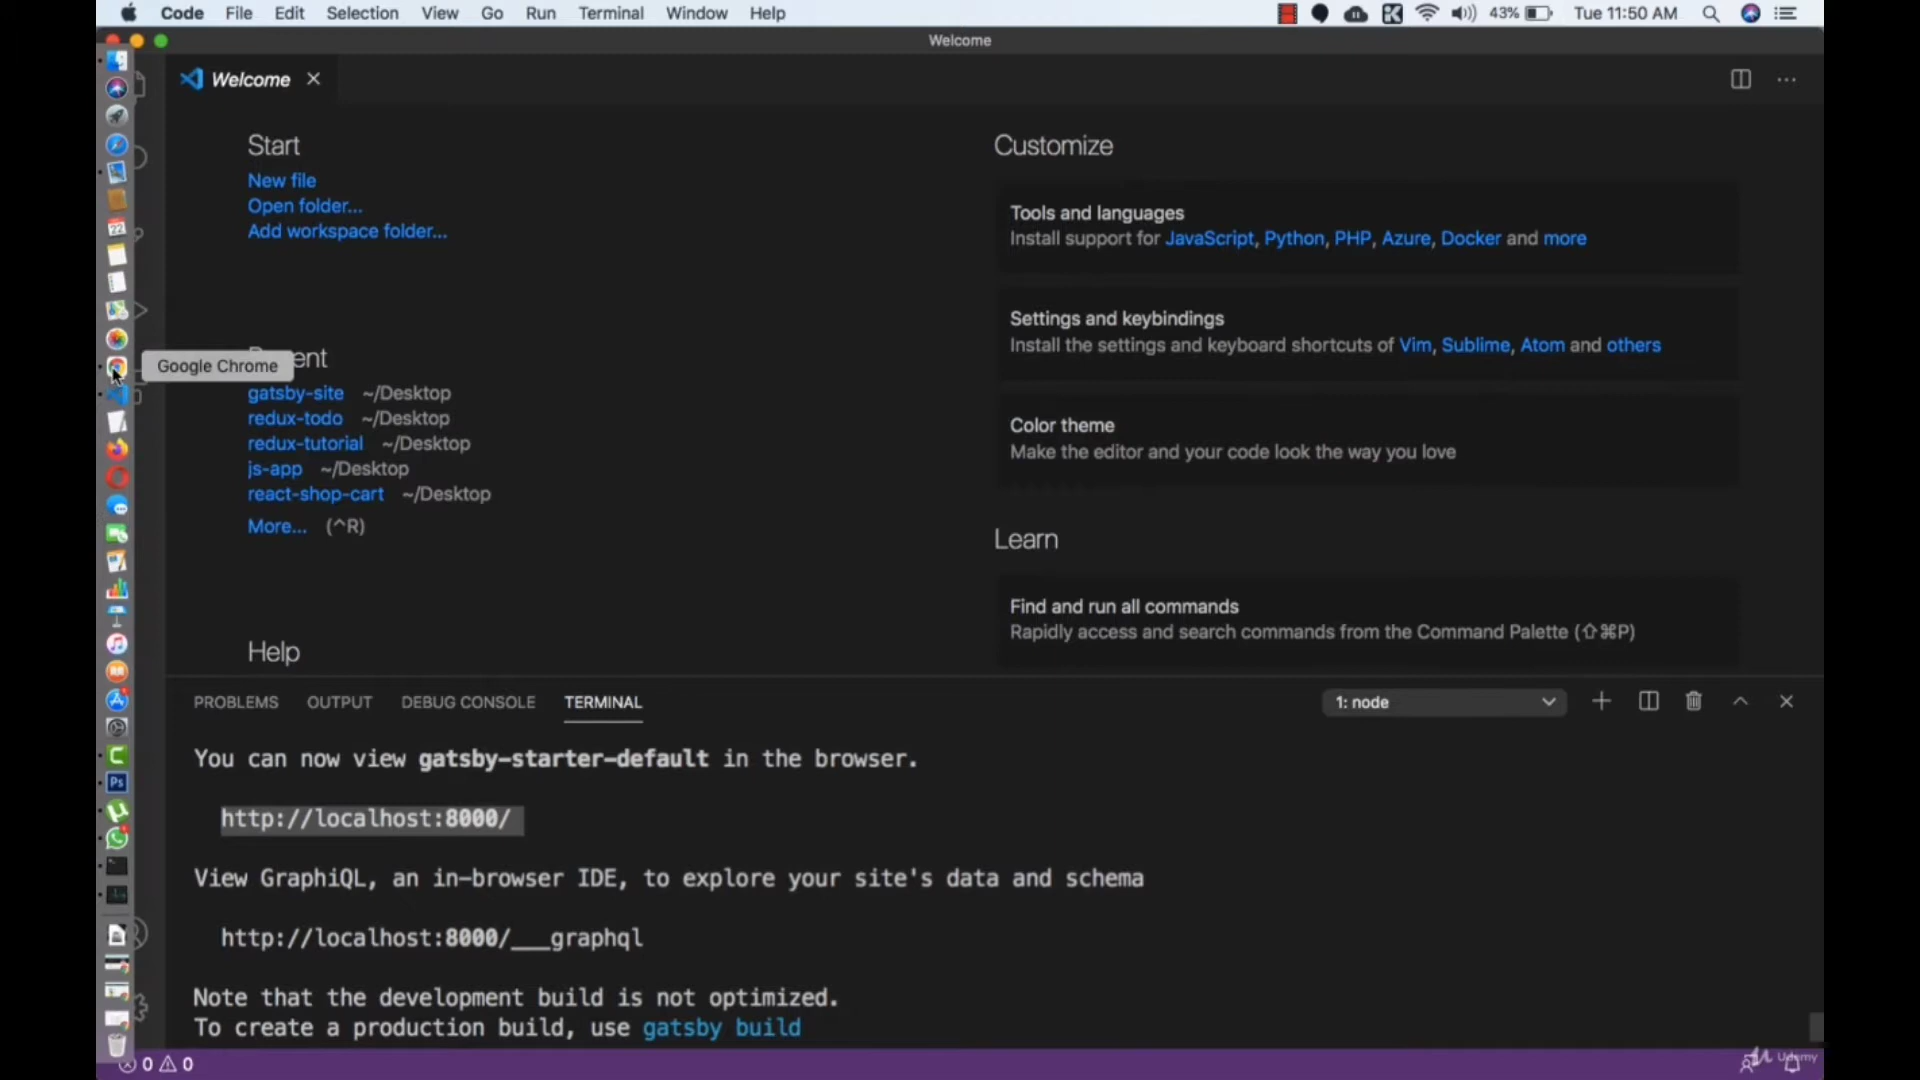 Code File Edit Selection View Go Run Terminal Window Help 43% Tue 11:50 AM
Welcome
Welcome
Start
New file
Open folder...
Add workspace folder...
Google Chrome
ent
gatsby-site ~/Desktop
redux-todo ~/Desktop
redux-tutorial ~/Desktop
js-app ~/Desktop
react-shop-cart ~/Desktop
More... (^R)
Help
Customize
Tools and languages
Install support for JavaScript, Python, PHP, Azure, Docker and more
Settings and keybindings
Install the settings and keyboard shortcuts of Vim, Sublime, Atom and others
Color theme
Make the editor and your code look the way you love
Learn
Find and run all commands
Rapidly access and search commands from the Command Palette (⇧⌘P)
PROBLEMS OUTPUT DEBUG CONSOLE TERMINAL 1: node
You can now view gatsby-starter-default in the browser.
http://localhost:8000/
View GraphiQL, an in-browser IDE, to explore your site's data and schema
http://localhost:8000/___graphql
Note that the development build is not optimized.
To create a production build, use gatsby build
0 0
Udemy
22
Ps